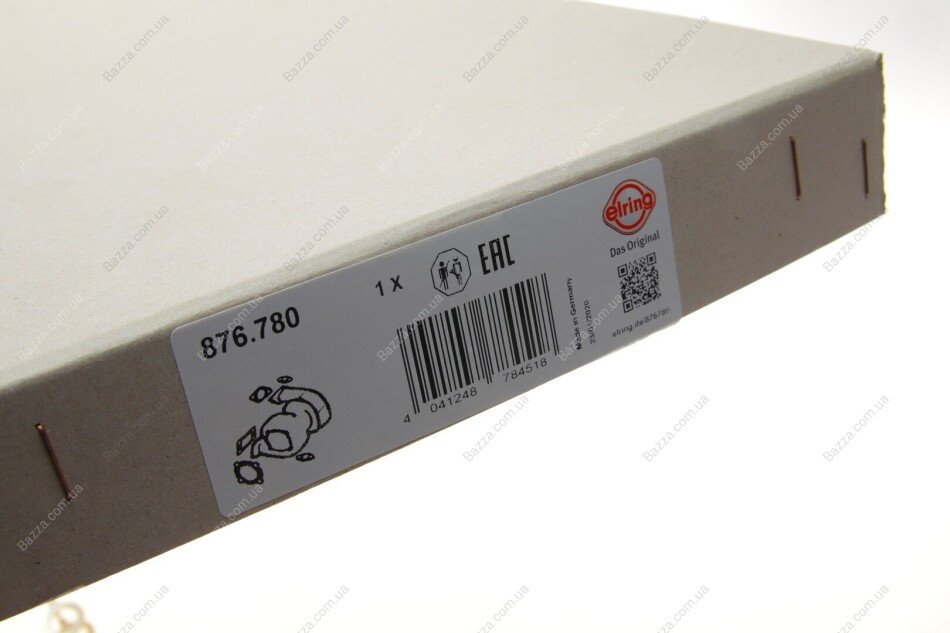 elring
Das Original
1 X
EAC
876.780
4 041248 784518
Made in Germany
elring.de/876780
Bazza.com.ua